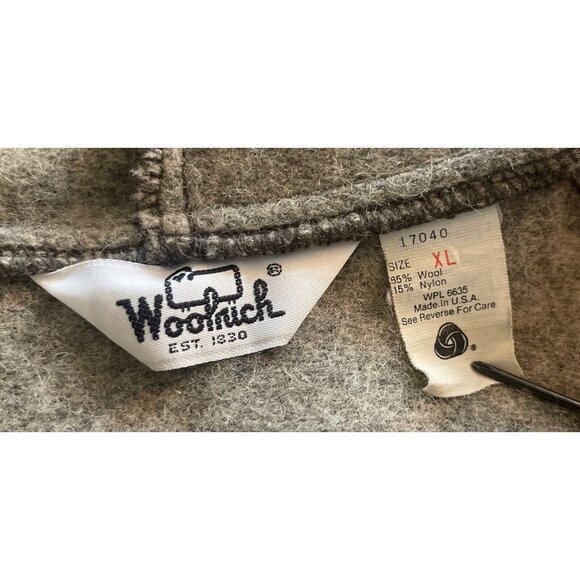 Woolrich®
EST. 1830
17040
SIZE XL
85% Wool
15% Nylon
WPL 6635
Made in U.S.A.
See Reverse For Care
®